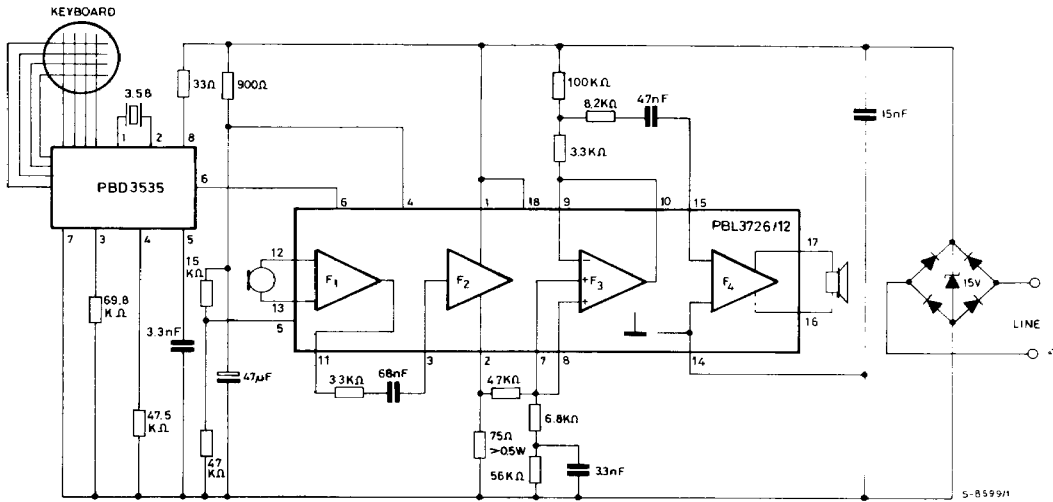 KEYBOARD
3.58
33Ω
900Ω
100KΩ
8.2KΩ
47nF
15nF
1
2
8
3.3KΩ
PBD3535
6
6
4
1
18
9
10
15
PBL3726/12
7
3
4
5
15
KΩ
12
13
5
F1
F2
F3
F4
17
16
15V
LINE
69.8
KΩ
3.3nF
11
3
2
7
8
14
47μF
3.3KΩ
68nF
4.7KΩ
6.8KΩ
47.5
KΩ
47
KΩ
75Ω
>0.5W
56KΩ
3.3nF
S-8599/1